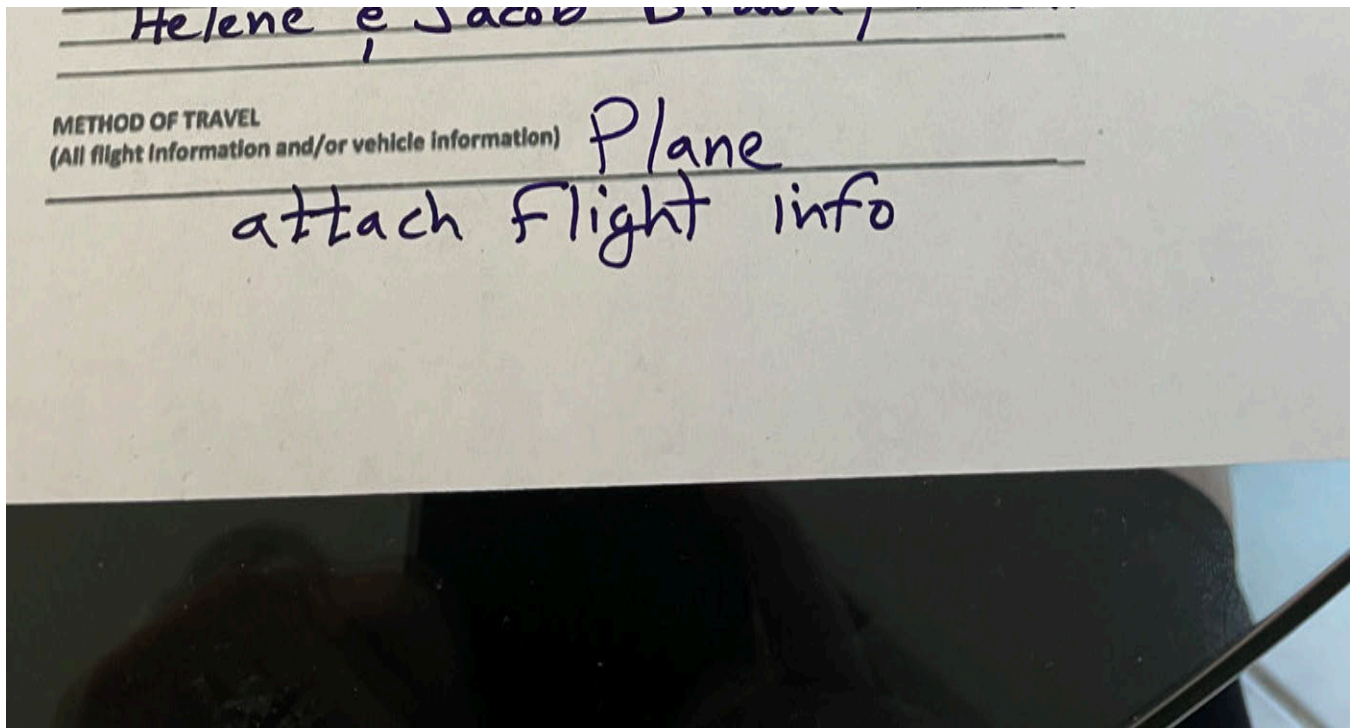 Helene & Jacob
METHOD OF TRAVEL
(All flight Information and/or vehicle information) Plane
attach Flight info